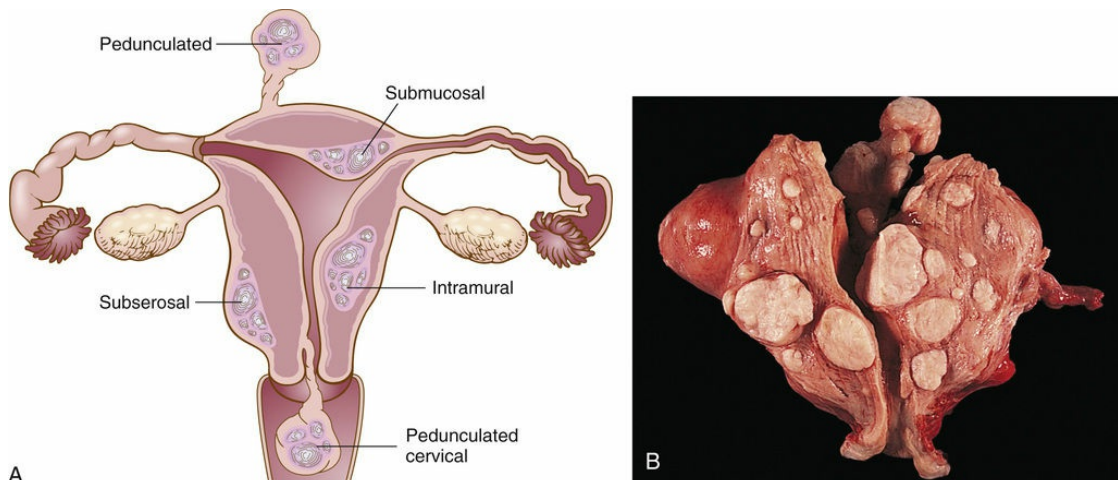 Pedunculated
Submucosal
Subserosal
Intramural
Pedunculated
cervical
A
B